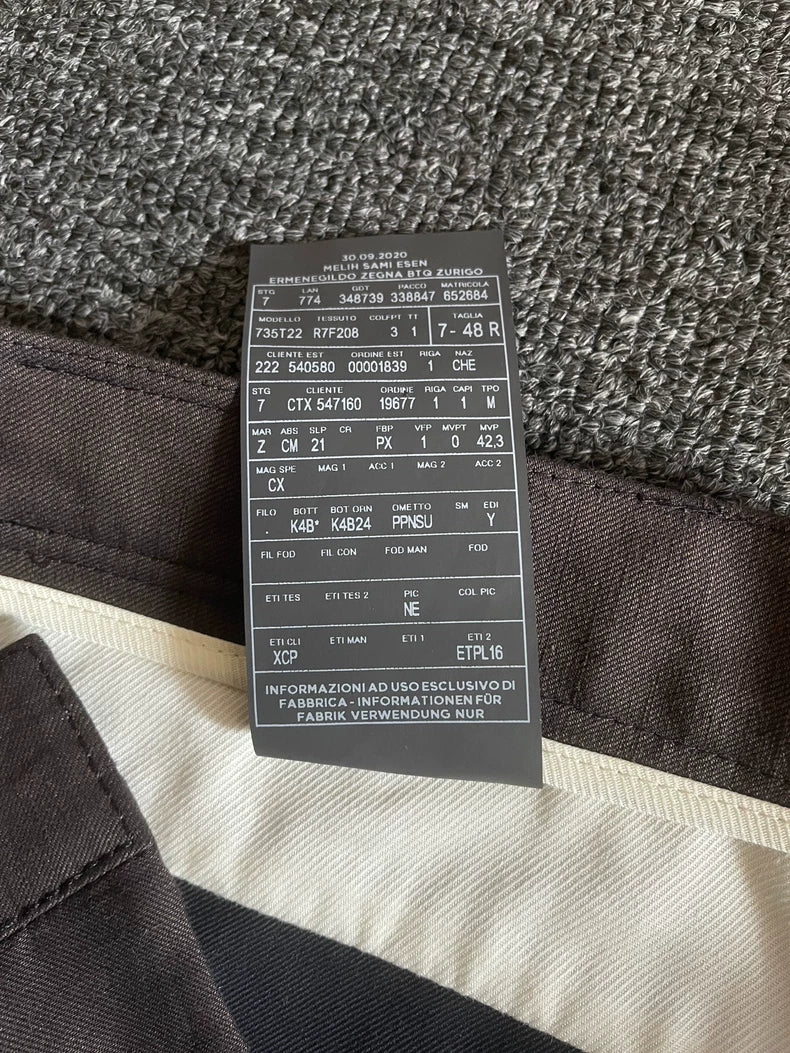 30.09.2020
MELIH SAMI ESEN
ERMENEGILDO ZEGNA BTQ ZURIGO
STG LAN GDT PACCO MATRICOLA
7 774 348739 338847 652684
MODELLO TESSUTO COLFPT TT TAGLIA
735T22 R7F208 3 1 7- 48 R
CLIENTE EST ORDINE EST RIGA NAZ
222 540580 00001839 1 CHE
STG CLIENTE ORDINE RIGA CAPI TPO
7 CTX 547160 19677 1 1 M
MAR ABS SLP CR FBP VFP MVPT MVP
Z CM 21 PX 1 0 42,3
MAG SPE MAG 1 ACC 1 MAG 2 ACC 2
CX
FILO BOTT BOT ORN OMETTO SM EDI
. K4B* K4B24 PPNSU Y
FIL FOD FIL CON FOD MAN FOD
ETI TES ETI TES 2 PIC COL PIC
NE
ETI CLI ETI MAN ETI 1 ETI 2
XCP ETPL16
INFORMAZIONI AD USO ESCLUSIVO DI
FABBRICA - INFORMATIONEN FÜR
FABRIK VERWENDUNG NUR